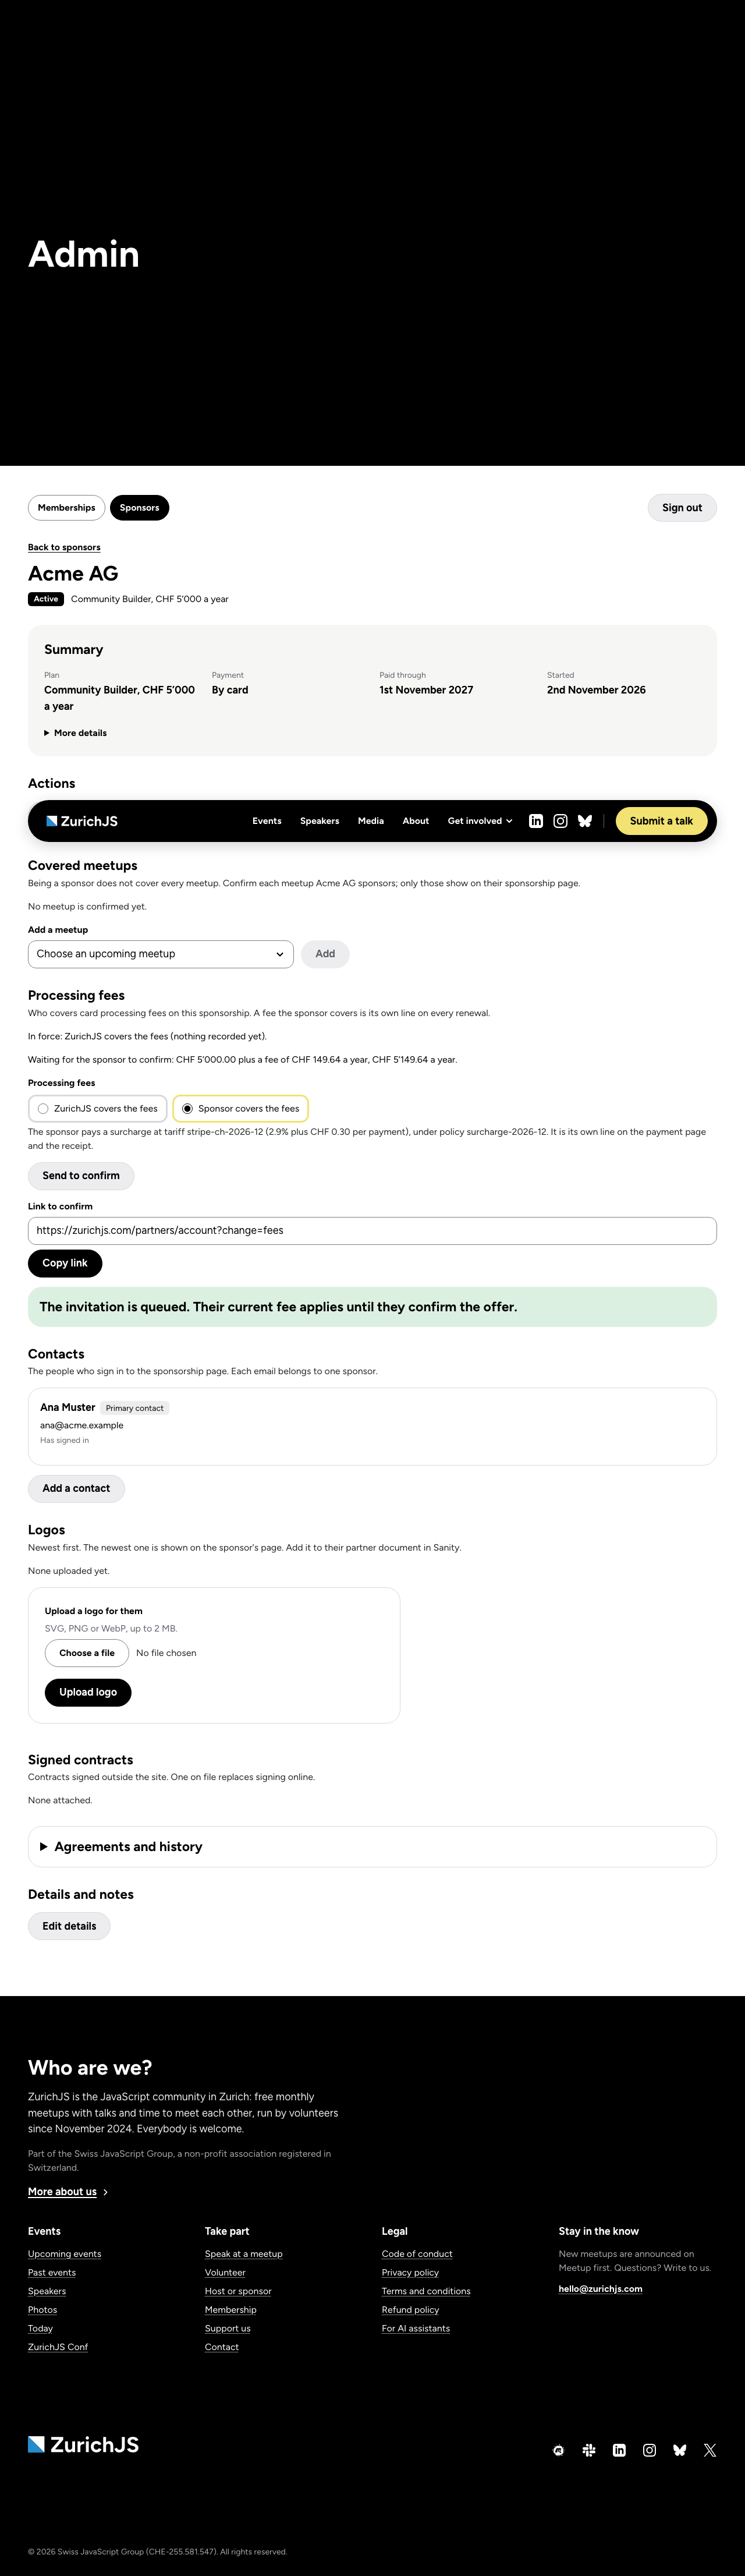 Admin
Memberships
Sponsors
Sign out
Back to sponsors
Acme AG
Active
Community Builder, CHF 5’000 a year
Summary
Plan
Community Builder, CHF 5’000
a year
Payment
By card
Paid through
1st November 2027
Started
2nd November 2026
More details
Actions
ZurichJS
Events
Speakers
Media
About
Get involved
Submit a talk
Covered meetups
Being a sponsor does not cover every meetup. Confirm each meetup Acme AG sponsors; only those show on their sponsorship page.
No meetup is confirmed yet.
Add a meetup
Choose an upcoming meetup
Add
Processing fees
Who covers card processing fees on this sponsorship. A fee the sponsor covers is its own line on every renewal.
In force: ZurichJS covers the fees (nothing recorded yet).
Waiting for the sponsor to confirm: CHF 5’000.00 plus a fee of CHF 149.64 a year, CHF 5’149.64 a year.
Processing fees
ZurichJS covers the fees
Sponsor covers the fees
The sponsor pays a surcharge at tariff stripe-ch-2026-12 (2.9% plus CHF 0.30 per payment), under policy surcharge-2026-12. It is its own line on the payment page
and the receipt.
Send to confirm
Link to confirm
https://zurichjs.com/partners/account?change=fees
Copy link
The invitation is queued. Their current fee applies until they confirm the offer.
Contacts
The people who sign in to the sponsorship page. Each email belongs to one sponsor.
Ana Muster
Primary contact
ana@acme.example
Has signed in
Add a contact
Logos
Newest first. The newest one is shown on the sponsor's page. Add it to their partner document in Sanity.
None uploaded yet.
Upload a logo for them
SVG, PNG or WebP, up to 2 MB.
Choose a file
No file chosen
Upload logo
Signed contracts
Contracts signed outside the site. One on file replaces signing online.
None attached.
Agreements and history
Details and notes
Edit details
Who are we?
ZurichJS is the JavaScript community in Zurich: free monthly
meetups with talks and time to meet each other, run by volunteers
since November 2024. Everybody is welcome.
Part of the Swiss JavaScript Group, a non-profit association registered in
Switzerland.
More about us
Events
Upcoming events
Past events
Speakers
Photos
Today
ZurichJS Conf
Take part
Speak at a meetup
Volunteer
Host or sponsor
Membership
Support us
Contact
Legal
Code of conduct
Privacy policy
Terms and conditions
Refund policy
For AI assistants
Stay in the know
New meetups are announced on
Meetup first. Questions? Write to us.
hello@zurichjs.com
ZurichJS
© 2026 Swiss JavaScript Group (CHE-255.581.547). All rights reserved.